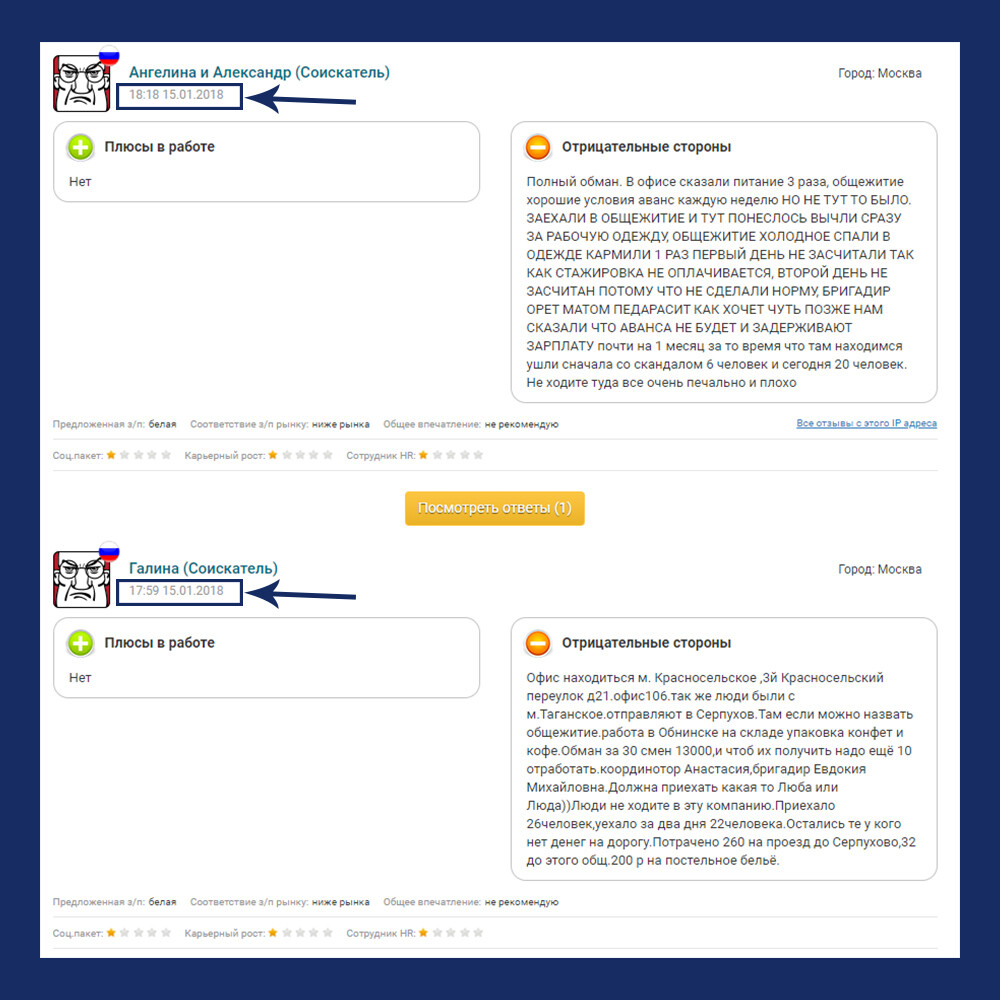 Ангелина и Александр (Соискатель)
Город: Москва
18:18 15.01.2018
Плюсы в работе
Нет
Отрицательные стороны
Полный обман. В офисе сказали питание 3 раза, общежитие
хорошие условия аванс каждую неделю НО НЕ ТУТ ТО БЫЛО.
ЗАЕХАЛИ В ОБЩЕЖИТИЕ И ТУТ ПОНЕСЛОСЬ ВЫЧЛИ СРАЗУ
ЗА РАБОЧУЮ ОДЕЖДУ, ОБЩЕЖИТИЕ ХОЛОДНОЕ СПАЛИ В
ОДЕЖДЕ КАРМИЛИ 1 РАЗ ПЕРВЫЙ ДЕНЬ НЕ ЗАСЧИТАЛИ ТАК
КАК СТАЖИРОВКА НЕ ОПЛАЧИВАЕТСЯ, ВТОРОЙ ДЕНЬ НЕ
ЗАСЧИТАН ПОТОМУ ЧТО НЕ СДЕЛАЛИ НОРМУ, БРИГАДИР
ОРЕТ МАТОМ ПЕДАРАСИТ КАК ХОЧЕТ ЧУТЬ ПОЗЖЕ НАМ
СКАЗАЛИ ЧТО АВАНСА НЕ БУДЕТ И ЗАДЕРЖИВАЮТ
ЗАРПЛАТУ почти на 1 месяц за то время что там находимся
ушли сначала со скандалом 6 человек и сегодня 20 человек.
Не ходите туда все очень печально и плохо
Предложенная з/п: белая Соответствие з/п рынку: ниже рынка Общее впечатление: не рекомендую
Все отзывы с этого IP адреса
Соц.пакет: Карьерный рост: Сотрудник HR:
Посмотреть ответы (1)
Галина (Соискатель)
Город: Москва
17:59 15.01.2018
Плюсы в работе
Нет
Отрицательные стороны
Офис находиться м. Красносельское ,3й Красносельский
переулок д21.офис106.так же люди были с
м.Таганское.отправляют в Серпухов.Там если можно назвать
общежитие.работа в Обнинске на складе упаковка конфет и
кофе.Обман за 30 смен 13000,и чтоб их получить надо ещё 10
отработать.координотор Анастасия,бригадир Евдокия
Михайловна.Должна приехать какая то Люба или
Люда))Люди не ходите в эту компанию.Приехало
26человек,уехало за два дня 22человека.Остались те у кого
нет денег на дорогу.Потрачено 260 на проезд до Серпухово,32
до этого общ.200 р на постельное бельё.
Предложенная з/п: белая Соответствие з/п рынку: ниже рынка Общее впечатление: не рекомендую
Соц.пакет: Карьерный рост: Сотрудник HR: